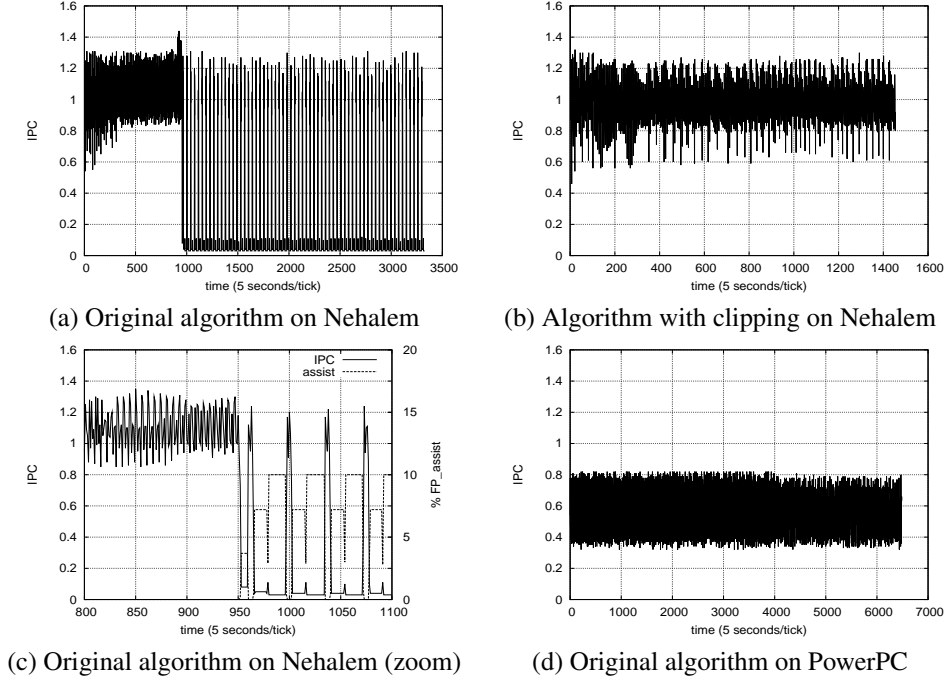 1.6
1.4
1.2
1
0.8
0.6
0.4
0.2
0
IPC
0 500 1000 1500 2000 2500 3000 3500
time (5 seconds/tick)
(a) Original algorithm on Nehalem
1.6
1.4
1.2
1
0.8
0.6
0.4
0.2
0
IPC
0 200 400 600 800 1000 1200 1400 1600
time (5 seconds/tick)
(b) Algorithm with clipping on Nehalem
1.6
1.4
1.2
1
0.8
0.6
0.4
0.2
0
IPC
IPC
assist
20
15
10
5
0
% FP_assist
800 850 900 950 1000 1050 1100
time (5 seconds/tick)
(c) Original algorithm on Nehalem (zoom)
1.6
1.4
1.2
1
0.8
0.6
0.4
0.2
0
IPC
0 1000 2000 3000 4000 5000 6000 7000
time (5 seconds/tick)
(d) Original algorithm on PowerPC